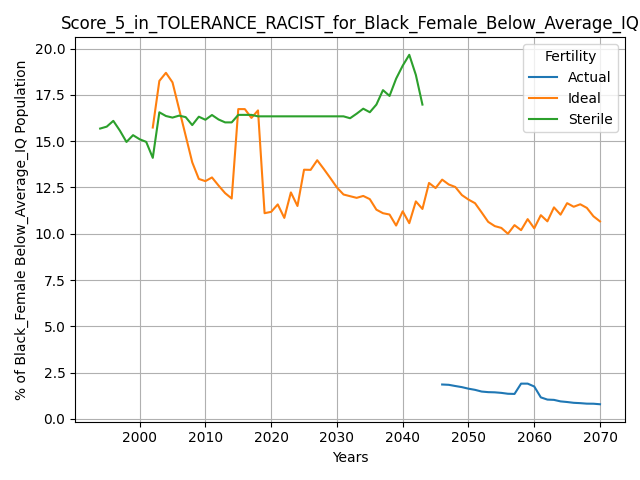 Score_5_in_TOLERANCE_RACIST_for_Black_Female_Below_Average_IQ
% of Black_Female Below_Average_IQ Population
20.0
17.5
15.0
12.5
10.0
7.5
5.0
2.5
0.0
Fertility
Actual
Ideal
Sterile
2000 2010 2020 2030 2040 2050 2060 2070
Years